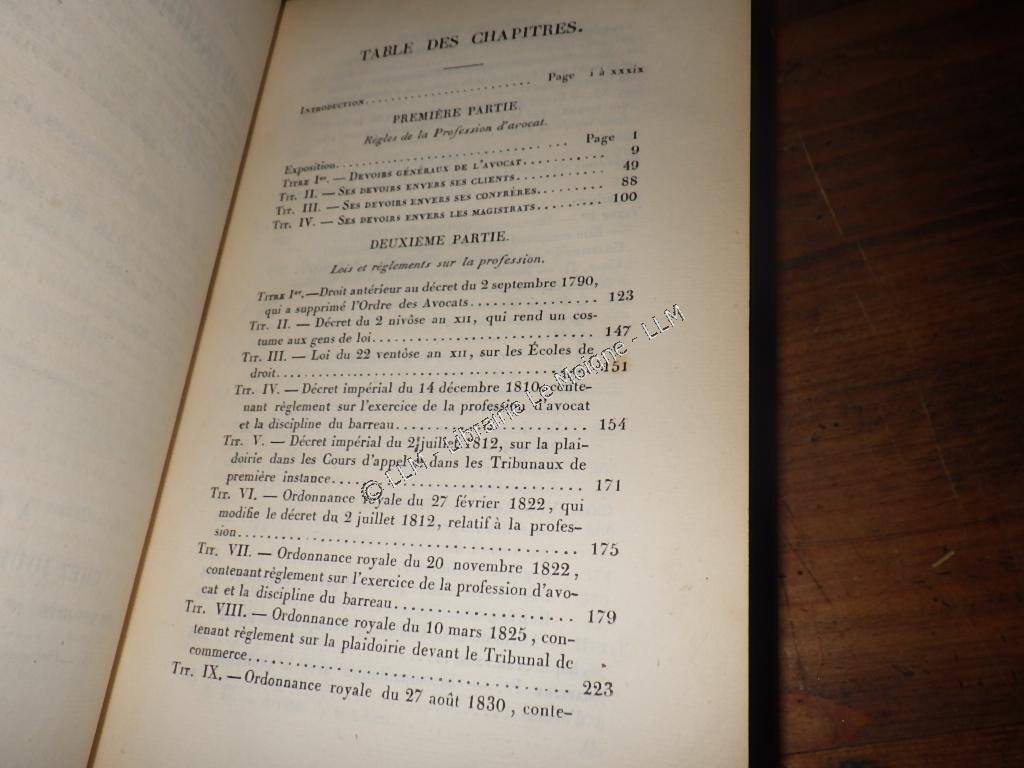 TABLE DES CHAPITRES.
INTRODUCTION........................ Page i à xxxix
PREMIÈRE PARTIE.
Règles de la Profession d'avocat.
Exposition................................ Page 1
TITRE Ier. — DEVOIRS GÉNÉRAUX DE L'AVOCAT........... 9
TIT. II. — SES DEVOIRS ENVERS SES CLIENTS............ 49
TIT. III. — SES DEVOIRS ENVERS SES CONFRÈRES......... 88
TIT. IV. — SES DEVOIRS ENVERS LES MAGISTRATS......... 100
DEUXIÈME PARTIE.
Lois et règlements sur la profession.
TITRE Ier. — Droit antérieur au décret du 2 septembre 1790,
qui a supprimé l'Ordre des Avocats................. 123
TIT. II. — Décret du 2 nivôse an XII, qui rend un cos-
tume aux gens de loi............................ 147
TIT. III. — Loi du 22 ventôse an XII, sur les Écoles de
droit........................................ 151
TIT. IV. — Décret impérial du 14 décembre 1810, conte-
nant règlement sur l'exercice de la profession d'avocat
et la discipline du barreau....................... 154
TIT. V. — Décret impérial du 2 juillet 1812, sur la plai-
doirie dans les Cours d'appel & dans les Tribunaux de
première instance............................... 171
TIT. VI. — Ordonnance royale du 27 février 1822, qui
modifie le décret du 2 juillet 1812, relatif à la profes-
sion........................................ 175
TIT. VII. — Ordonnance royale du 20 novembre 1822,
contenant règlement sur l'exercice de la profession d'avo-
cat et la discipline du barreau..................... 179
TIT. VIII. — Ordonnance royale du 10 mars 1825, con-
tenant règlement sur la plaidoirie devant le Tribunal de
commerce.................................... 223
TIT. IX. — Ordonnance royale du 27 août 1830, conte-
© LLM - Librairie Le Moigne - LLM